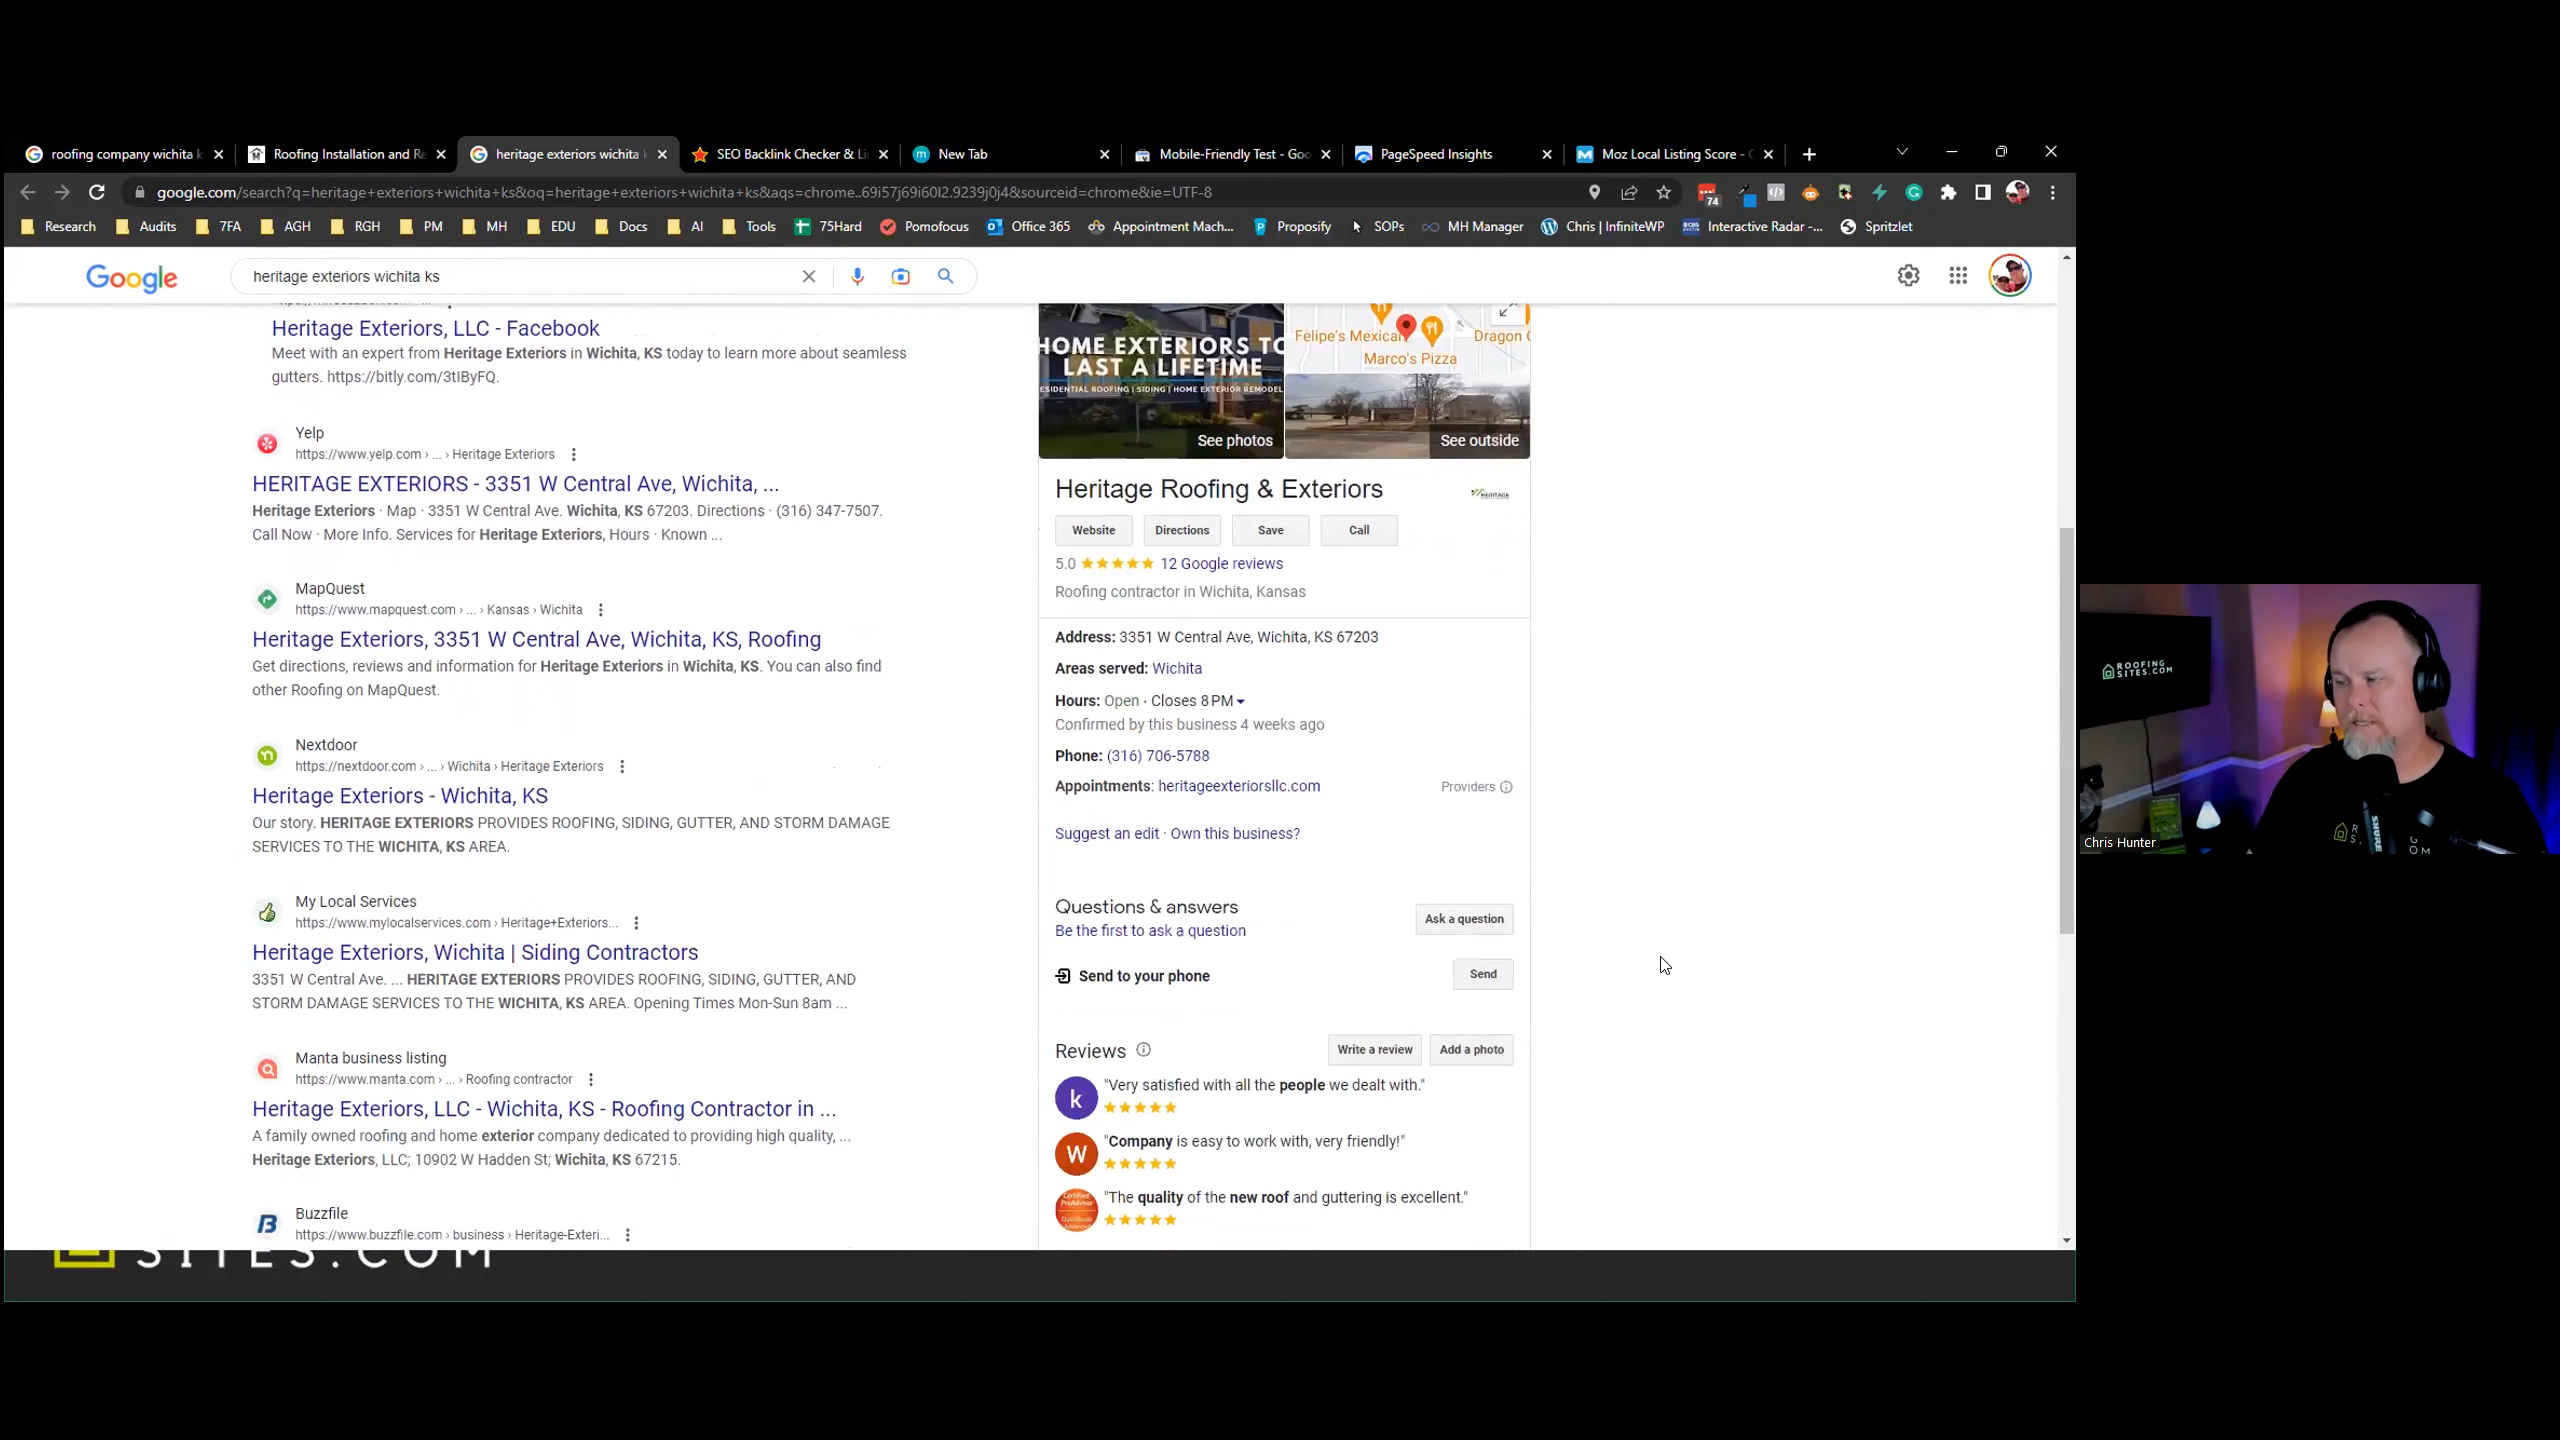 roofing company wichita k
Roofing Installation and Re
heritage exteriors wichita k
SEO Backlink Checker & Li
New Tab
Mobile-Friendly Test - Goo
PageSpeed Insights
Moz Local Listing Score - C
google.com/search?q=heritage+exteriors+wichita+ks&oq=heritage+exteriors+wichita+ks&aqs=chrome..69i57j69i60l2.9239j0j4&sourceid=chrome&ie=UTF-8
74
Research Audits 7FA AGH RGH PM MH EDU Docs AI Tools 75Hard Pomofocus Office 365 Appointment Mach... Proposify SOPs MH Manager Chris | InfiniteWP Interactive Radar -... Spritzlet
Google
heritage exteriors wichita ks
Heritage Exteriors, LLC - Facebook
Meet with an expert from Heritage Exteriors in Wichita, KS today to learn more about seamless
gutters. https://bitly.com/3tIByFQ.
Yelp
https://www.yelp.com › ... › Heritage Exteriors
HERITAGE EXTERIORS - 3351 W Central Ave, Wichita, ...
Heritage Exteriors · Map · 3351 W Central Ave. Wichita, KS 67203. Directions · (316) 347-7507.
Call Now · More Info. Services for Heritage Exteriors, Hours · Known ...
MapQuest
https://www.mapquest.com › ... › Kansas › Wichita
Heritage Exteriors, 3351 W Central Ave, Wichita, KS, Roofing
Get directions, reviews and information for Heritage Exteriors in Wichita, KS. You can also find
other Roofing on MapQuest.
Nextdoor
https://nextdoor.com › ... › Wichita › Heritage Exteriors
Heritage Exteriors - Wichita, KS
Our story. HERITAGE EXTERIORS PROVIDES ROOFING, SIDING, GUTTER, AND STORM DAMAGE
SERVICES TO THE WICHITA, KS AREA.
My Local Services
https://www.mylocalservices.com › Heritage+Exteriors...
Heritage Exteriors, Wichita | Siding Contractors
3351 W Central Ave. ... HERITAGE EXTERIORS PROVIDES ROOFING, SIDING, GUTTER, AND
STORM DAMAGE SERVICES TO THE WICHITA, KS AREA. Opening Times Mon-Sun 8am ...
Manta business listing
https://www.manta.com › ... › Roofing contractor
Heritage Exteriors, LLC - Wichita, KS - Roofing Contractor in ...
A family owned roofing and home exterior company dedicated to providing high quality, ...
Heritage Exteriors, LLC; 10902 W Hadden St; Wichita, KS 67215.
Buzzfile
https://www.buzzfile.com › business › Heritage-Exteri...
HOME EXTERIORS TO
LAST A LIFETIME
ESIDENTIAL ROOFING | SIDING | HOME EXTERIOR REMODEL
See photos
Felipe's Mexican
Dragon C
Marco's Pizza
See outside
Heritage Roofing & Exteriors
HERITAGE
Website Directions Save Call
5.0 12 Google reviews
Roofing contractor in Wichita, Kansas
Address: 3351 W Central Ave, Wichita, KS 67203
Areas served: Wichita
Hours: Open · Closes 8 PM
Confirmed by this business 4 weeks ago
Phone: (316) 706-5788
Appointments: heritageexteriorsllc.com Providers
Suggest an edit · Own this business?
Questions & answers
Be the first to ask a question
Ask a question
Send to your phone
Send
Reviews
Write a review
Add a photo
k
"Very satisfied with all the people we dealt with."
W
"Company is easy to work with, very friendly!"
"The quality of the new roof and guttering is excellent."
SITES.COM
ROOFING
SITES.COM
SHURE
Chris Hunter